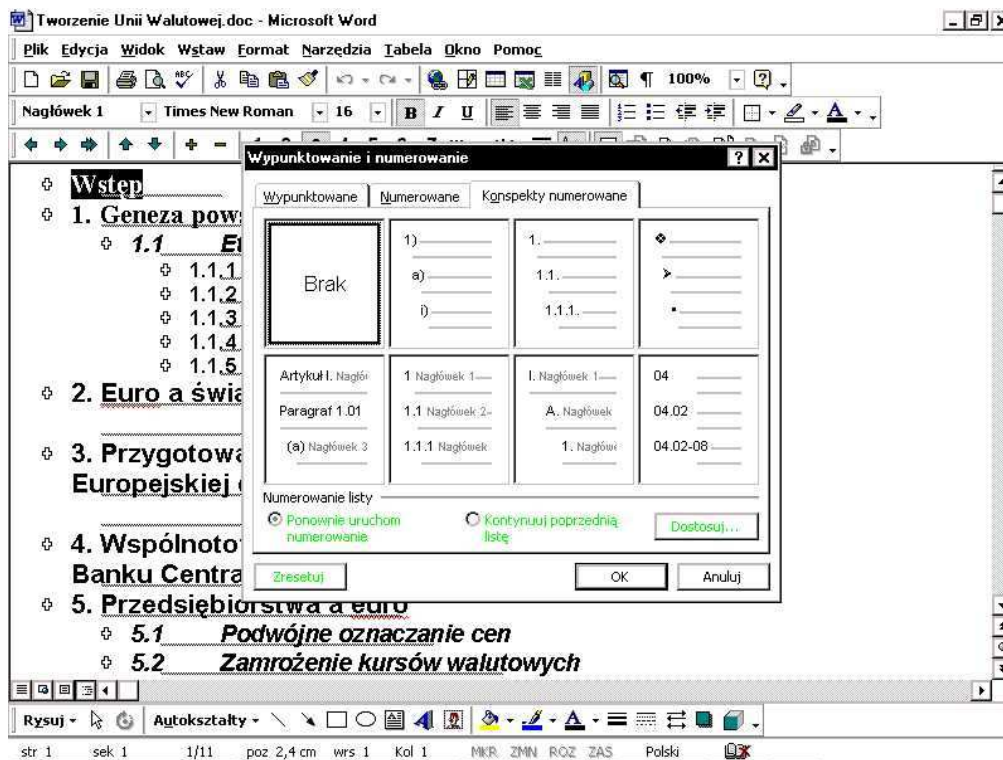 Tworzenie Unii Walutowej.doc - Microsoft Word
Plik Edycja Widok Wstaw Format Narzędzia Tabela Okno Pomoc
100%
Nagłówek 1 Times New Roman 16 B I U A
Wypunktowanie i numerowanie
Wypunktowane Numerowane Konspekty numerowane
Wstęp
1. Geneza pows
1.1 Et
1.1.1
1.1.2
1.1.3
1.1.4
1.1.5
2. Euro a świa
3. Przygotowa
Europejskiej
4. Wspólnoto
Banku Centra
5. Przedsiębiorstwa a euro
5.1 Podwójne oznaczanie cen
5.2 Zamrożenie kursów walutowych
Brak
1)
a)
i)
1.
1.1.
1.1.1.
Artykuł I. Nagłó
Paragraf 1.01
(a) Nagłówek 3
1 Nagłówek 1
1.1 Nagłówek 2
1.1.1 Nagłówek
I. Nagłówek 1
A. Nagłówek
1. Nagłów
04
04.02
04.02-08
Numerowanie listy
Ponownie uruchom
numerowanie
Kontynuuj poprzednią
listę
Dostosuj...
Zresetuj OK Anuluj
Rysuj Autokształty
str 1 sek 1 1/11 poz 2,4 cm wrs 1 Kol 1 MKR ZMN ROZ ZAS Polski